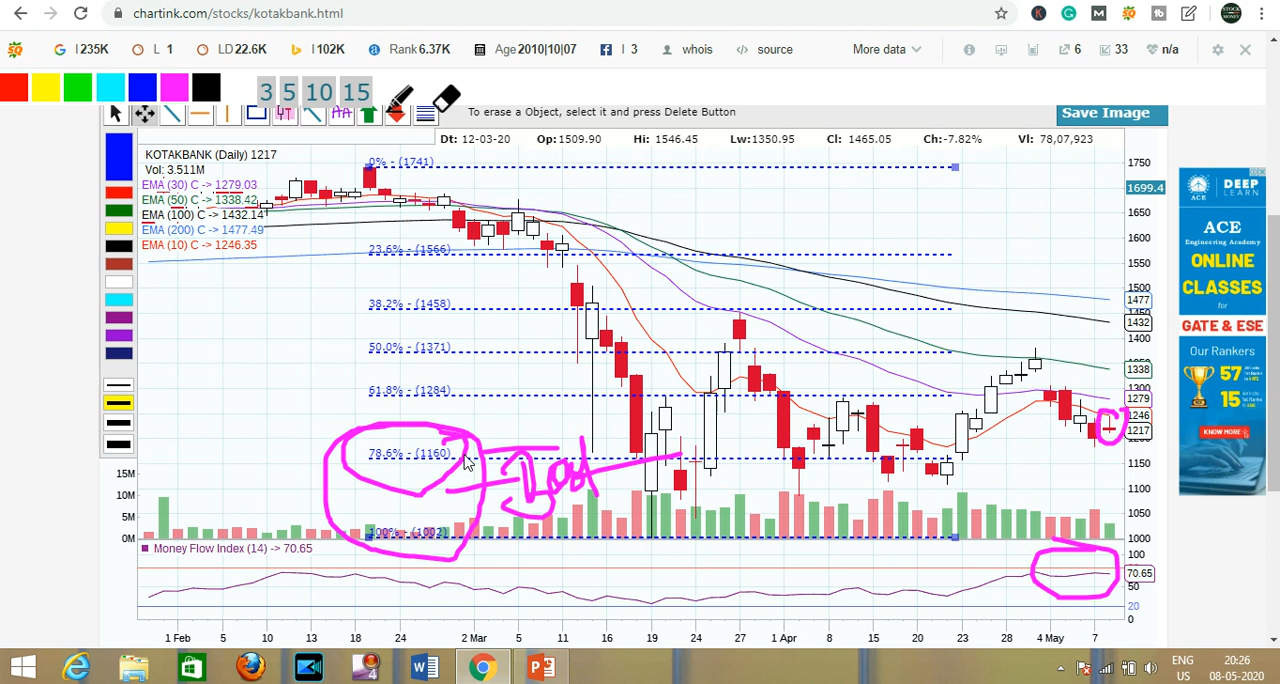 chartink.com/stocks/kotakbank.html
I 235K
L 1
LD 22.6K
I 102K
Rank 6.37K
Age 2010|10|07
I 3
whois
source
More data
6
33
n/a
3 5 10 15
To erase a Object, select it and press Delete Button
Save Image
Dt: 12-03-20 Op:1509.90 Hi: 1546.45 Lw:1350.95 Cl: 1465.05 Ch:-7.82% Vl: 78,07,923
KOTAKBANK (Daily) 1217
Vol: 3.511M
EMA (30) C -> 1279.03
EMA (50) C -> 1338.42
EMA (100) C -> 1432.14
EMA (200) C -> 1477.49
EMA (10) C -> 1246.35
0% - (1741)
23.6% - (1566)
38.2% - (1458)
50.0% - (1371)
61.8% - (1284)
78.6% - (1160)
100% - (1002)
1750
1699.4
1650
1600
1550
1500
1477
1450
1432
1400
1338
1300
1279
1246
1217
1150
1100
1050
1000
15M
10M
5M
0M
Money Flow Index (14) -> 70.65
100
70.65
50
20
0
1 Feb 5 10 13 18 24 2 Mar 5 11 16 19 24 27 1 Apr 8 15 20 23 4 May 7
ACE
DEEP
LEARN
ACE
Engineering Academy
ONLINE
CLASSES
for
GATE & ESE
Our Rankers
57
15
KNOW MORE
ENG
US
20:26
08-05-2020